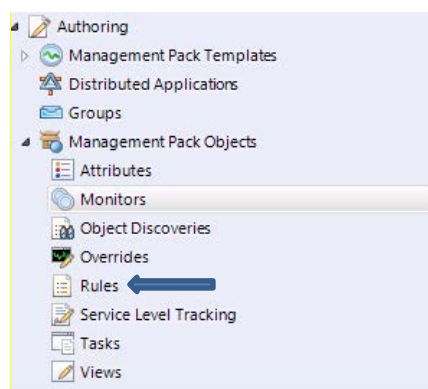 Authoring
Management Pack Templates
Distributed Applications
Groups
Management Pack Objects
Attributes
Monitors
Object Discoveries
Overrides
Rules
Service Level Tracking
Tasks
Views